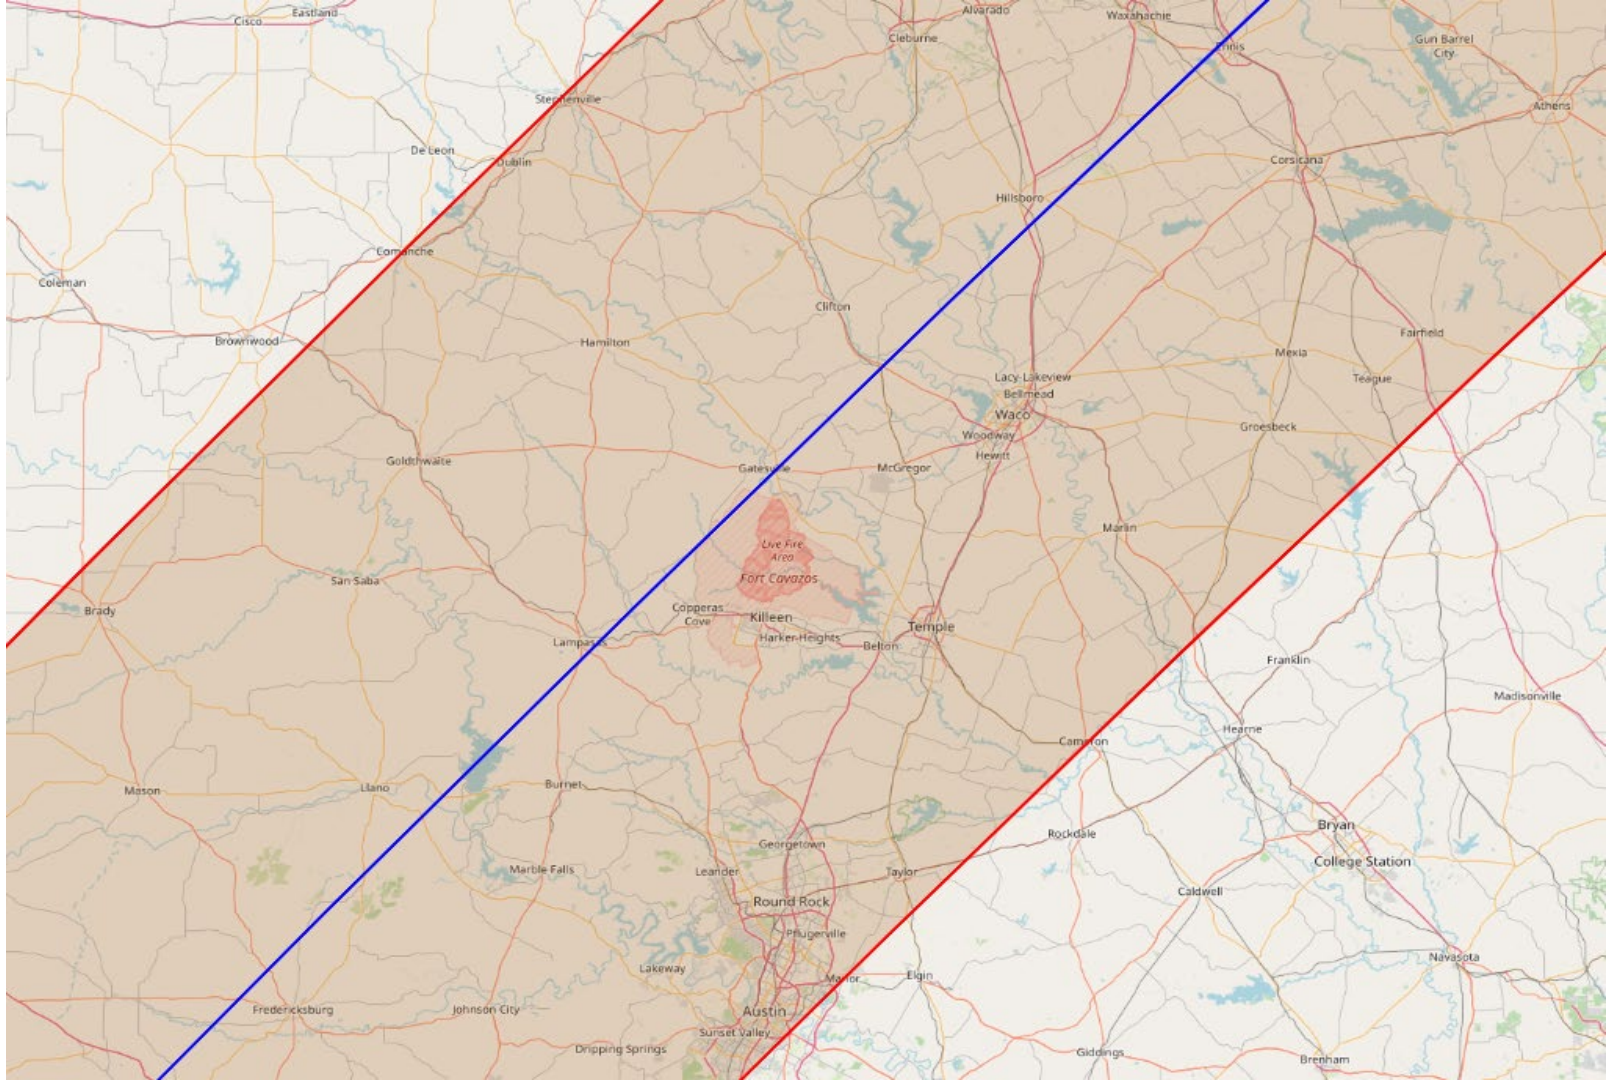 Cisco
Eastland
Alvarado
Waxahachie
Cleburne
Ennis
Gun Barrel
City
Stephenville
Athens
De Leon
Dublin
Corsicana
Hillsboro
Comanche
Coleman
Clifton
Brownwood
Hamilton
Fairfield
Mexia
Lacy-Lakeview
Teague
Bellmead
Waco
Groesbeck
Woodway
Hewitt
Goldthwaite
Gatesville
McGregor
Marlin
Live Fire
Area
Fort Cavazos
San Saba
Brady
Copperas
Cove
Killeen
Temple
Lampasas
Harker Heights
Belton
Franklin
Madisonville
Hearne
Cameron
Mason
Llano
Burnet
Bryan
Rockdale
Georgetown
College Station
Marble Falls
Leander
Taylor
Caldwell
Round Rock
Pflugerville
Navasota
Lakeway
Manor
Elgin
Fredericksburg
Johnson City
Austin
Sunset Valley
Dripping Springs
Giddings
Brenham